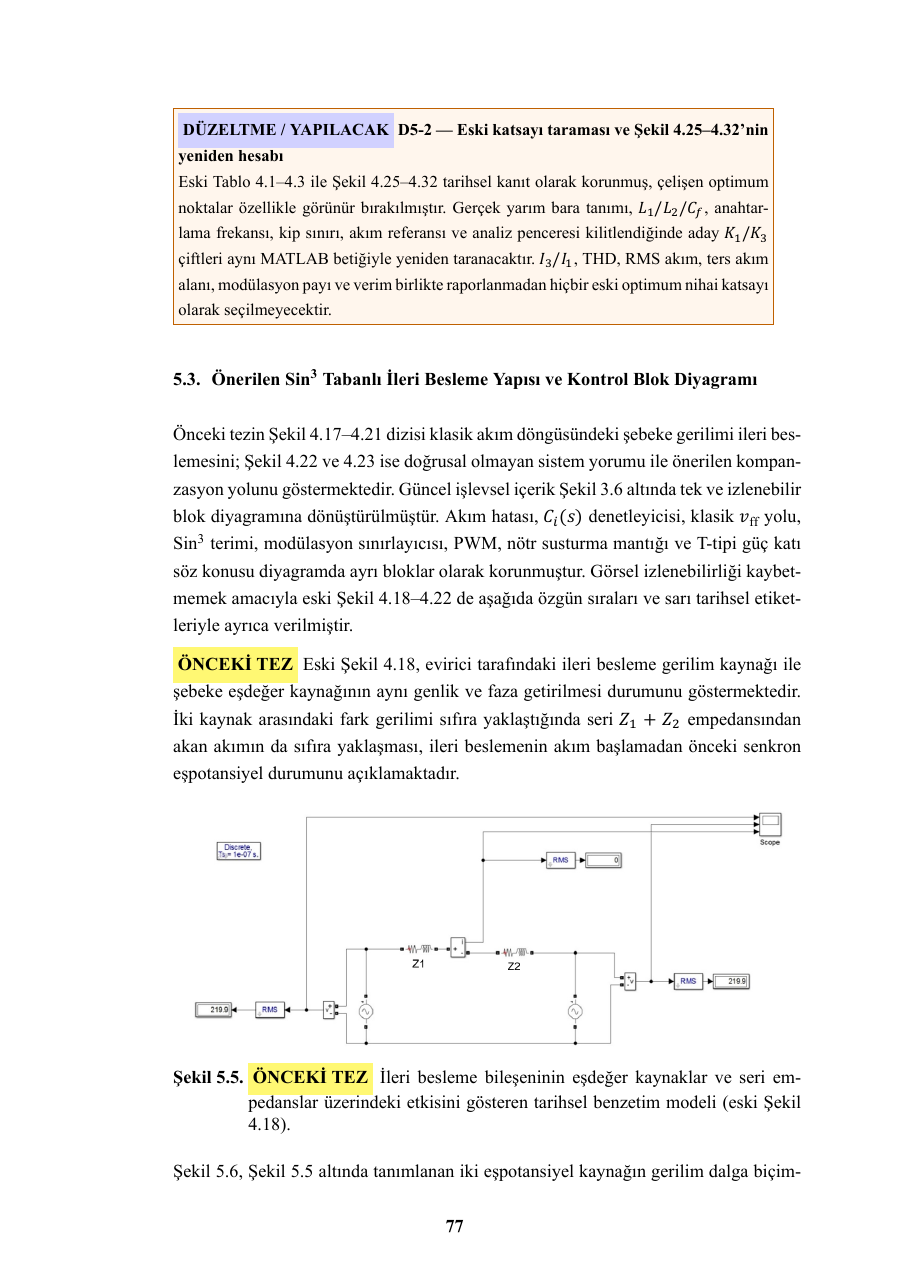 DÜZELTME / YAPILACAK D5-2 — Eski katsayı taraması ve Şekil 4.25–4.32’nin
yeniden hesabı
Eski Tablo 4.1–4.3 ile Şekil 4.25–4.32 tarihsel kanıt olarak korunmuş, çelişen optimum
noktalar özellikle görünür bırakılmıştır. Gerçek yarım bara tanımı, L₁/L₂/C_f, anahtar-
lama frekansı, kip sınırı, akım referansı ve analiz penceresi kilitlendiğinde aday K₁/K₃
çiftleri aynı MATLAB betiğiyle yeniden taranacaktır. I₃/I₁, THD, RMS akım, ters akım
alanı, modülasyon payı ve verim birlikte raporlanmadan hiçbir eski optimum nihai katsayı
olarak seçilmeyecektir.
5.3. Önerilen Sin³ Tabanlı İleri Besleme Yapısı ve Kontrol Blok Diyagramı
Önceki tezin Şekil 4.17–4.21 dizisi klasik akım döngüsündeki şebeke gerilimi ileri bes-
lemesini; Şekil 4.22 ve 4.23 ise doğrusal olmayan sistem yorumu ile önerilen kompan-
zasyon yolunu göstermektedir. Güncel işlevsel içerik Şekil 3.6 altında tek ve izlenebilir
blok diyagramına dönüştürülmüştür. Akım hatası, C_i(s) denetleyicisi, klasik v_ff yolu,
Sin³ terimi, modülasyon sınırlayıcısı, PWM, nötr susturma mantığı ve T-tipi güç katı
söz konusu diyagramda ayrı bloklar olarak korunmuştur. Görsel izlenebilirliği kaybet-
memek amacıyla eski Şekil 4.18–4.22 de aşağıda özgün sıraları ve sarı tarihsel etiket-
leriyle ayrıca verilmiştir.
ÖNCEKİ TEZ Eski Şekil 4.18, evirici tarafındaki ileri besleme gerilim kaynağı ile
şebeke eşdeğer kaynağının aynı genlik ve faza getirilmesi durumunu göstermektedir.
İki kaynak arasındaki fark gerilimi sıfıra yaklaştığında seri Z₁ + Z₂ empedansından
akan akımın da sıfıra yaklaşması, ileri beslemenin akım başlamadan önceki senkron
eşpotansiyel durumunu açıklamaktadır.
Scope
Discrete,
= 1e-07 s.
RMS
0
Z1
Z2
219.9
RMS
RMS
219.9
Şekil 5.5. ÖNCEKİ TEZ İleri besleme bileşeninin eşdeğer kaynaklar ve seri em-
pedanslar üzerindeki etkisini gösteren tarihsel benzetim modeli (eski Şekil
4.18).
Şekil 5.6, Şekil 5.5 altında tanımlanan iki eşpotansiyel kaynağın gerilim dalga biçim-
77